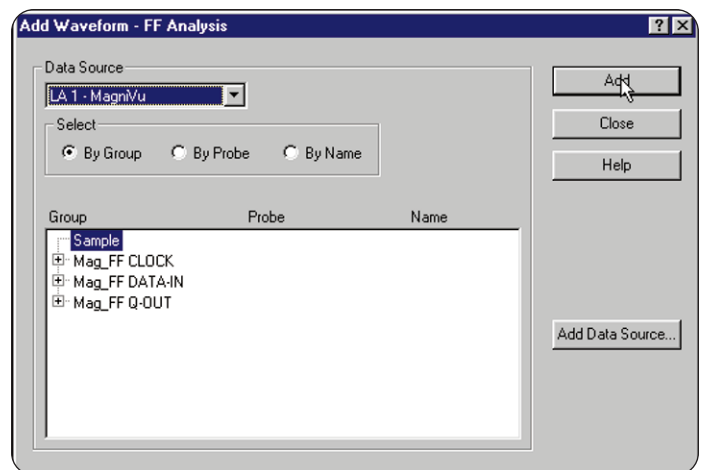 Add Waveform - FF Analysis
Data Source
LA 1 - MagniVu
Add
Select
Close
By Group By Probe By Name
Help
Group Probe Name
Sample
Mag_FF CLOCK
Mag_FF DATA-IN
Mag_FF Q-OUT
Add Data Source...